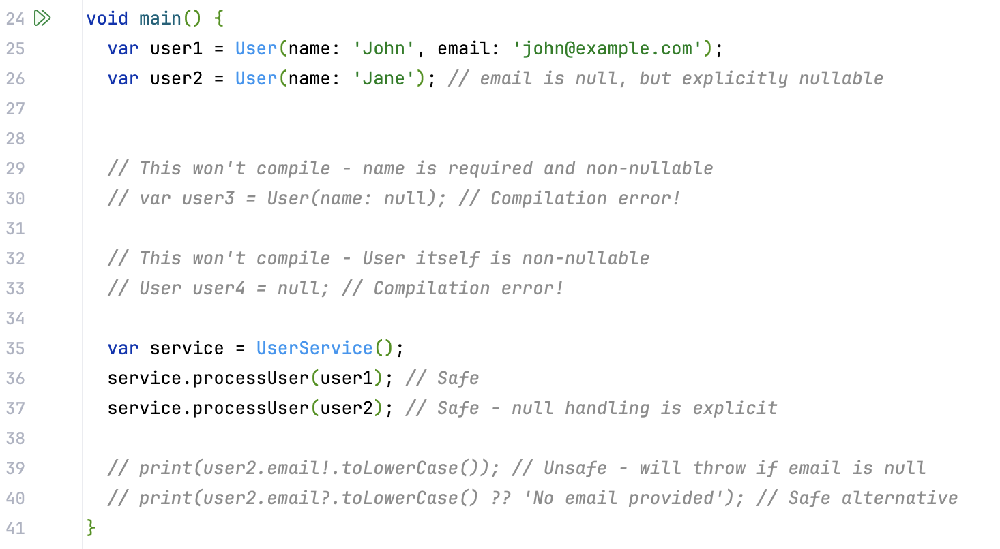 24 void main() {
25 var user1 = User(name: 'John', email: 'john@example.com');
26 var user2 = User(name: 'Jane'); // email is null, but explicitly nullable
27
28
29 // This won't compile - name is required and non-nullable
30 // var user3 = User(name: null); // Compilation error!
31
32 // This won't compile - User itself is non-nullable
33 // User user4 = null; // Compilation error!
34
35 var service = UserService();
36 service.processUser(user1); // Safe
37 service.processUser(user2); // Safe - null handling is explicit
38
39 // print(user2.email!.toLowerCase()); // Unsafe - will throw if email is null
40 // print(user2.email?.toLowerCase() ?? 'No email provided'); // Safe alternative
41 }